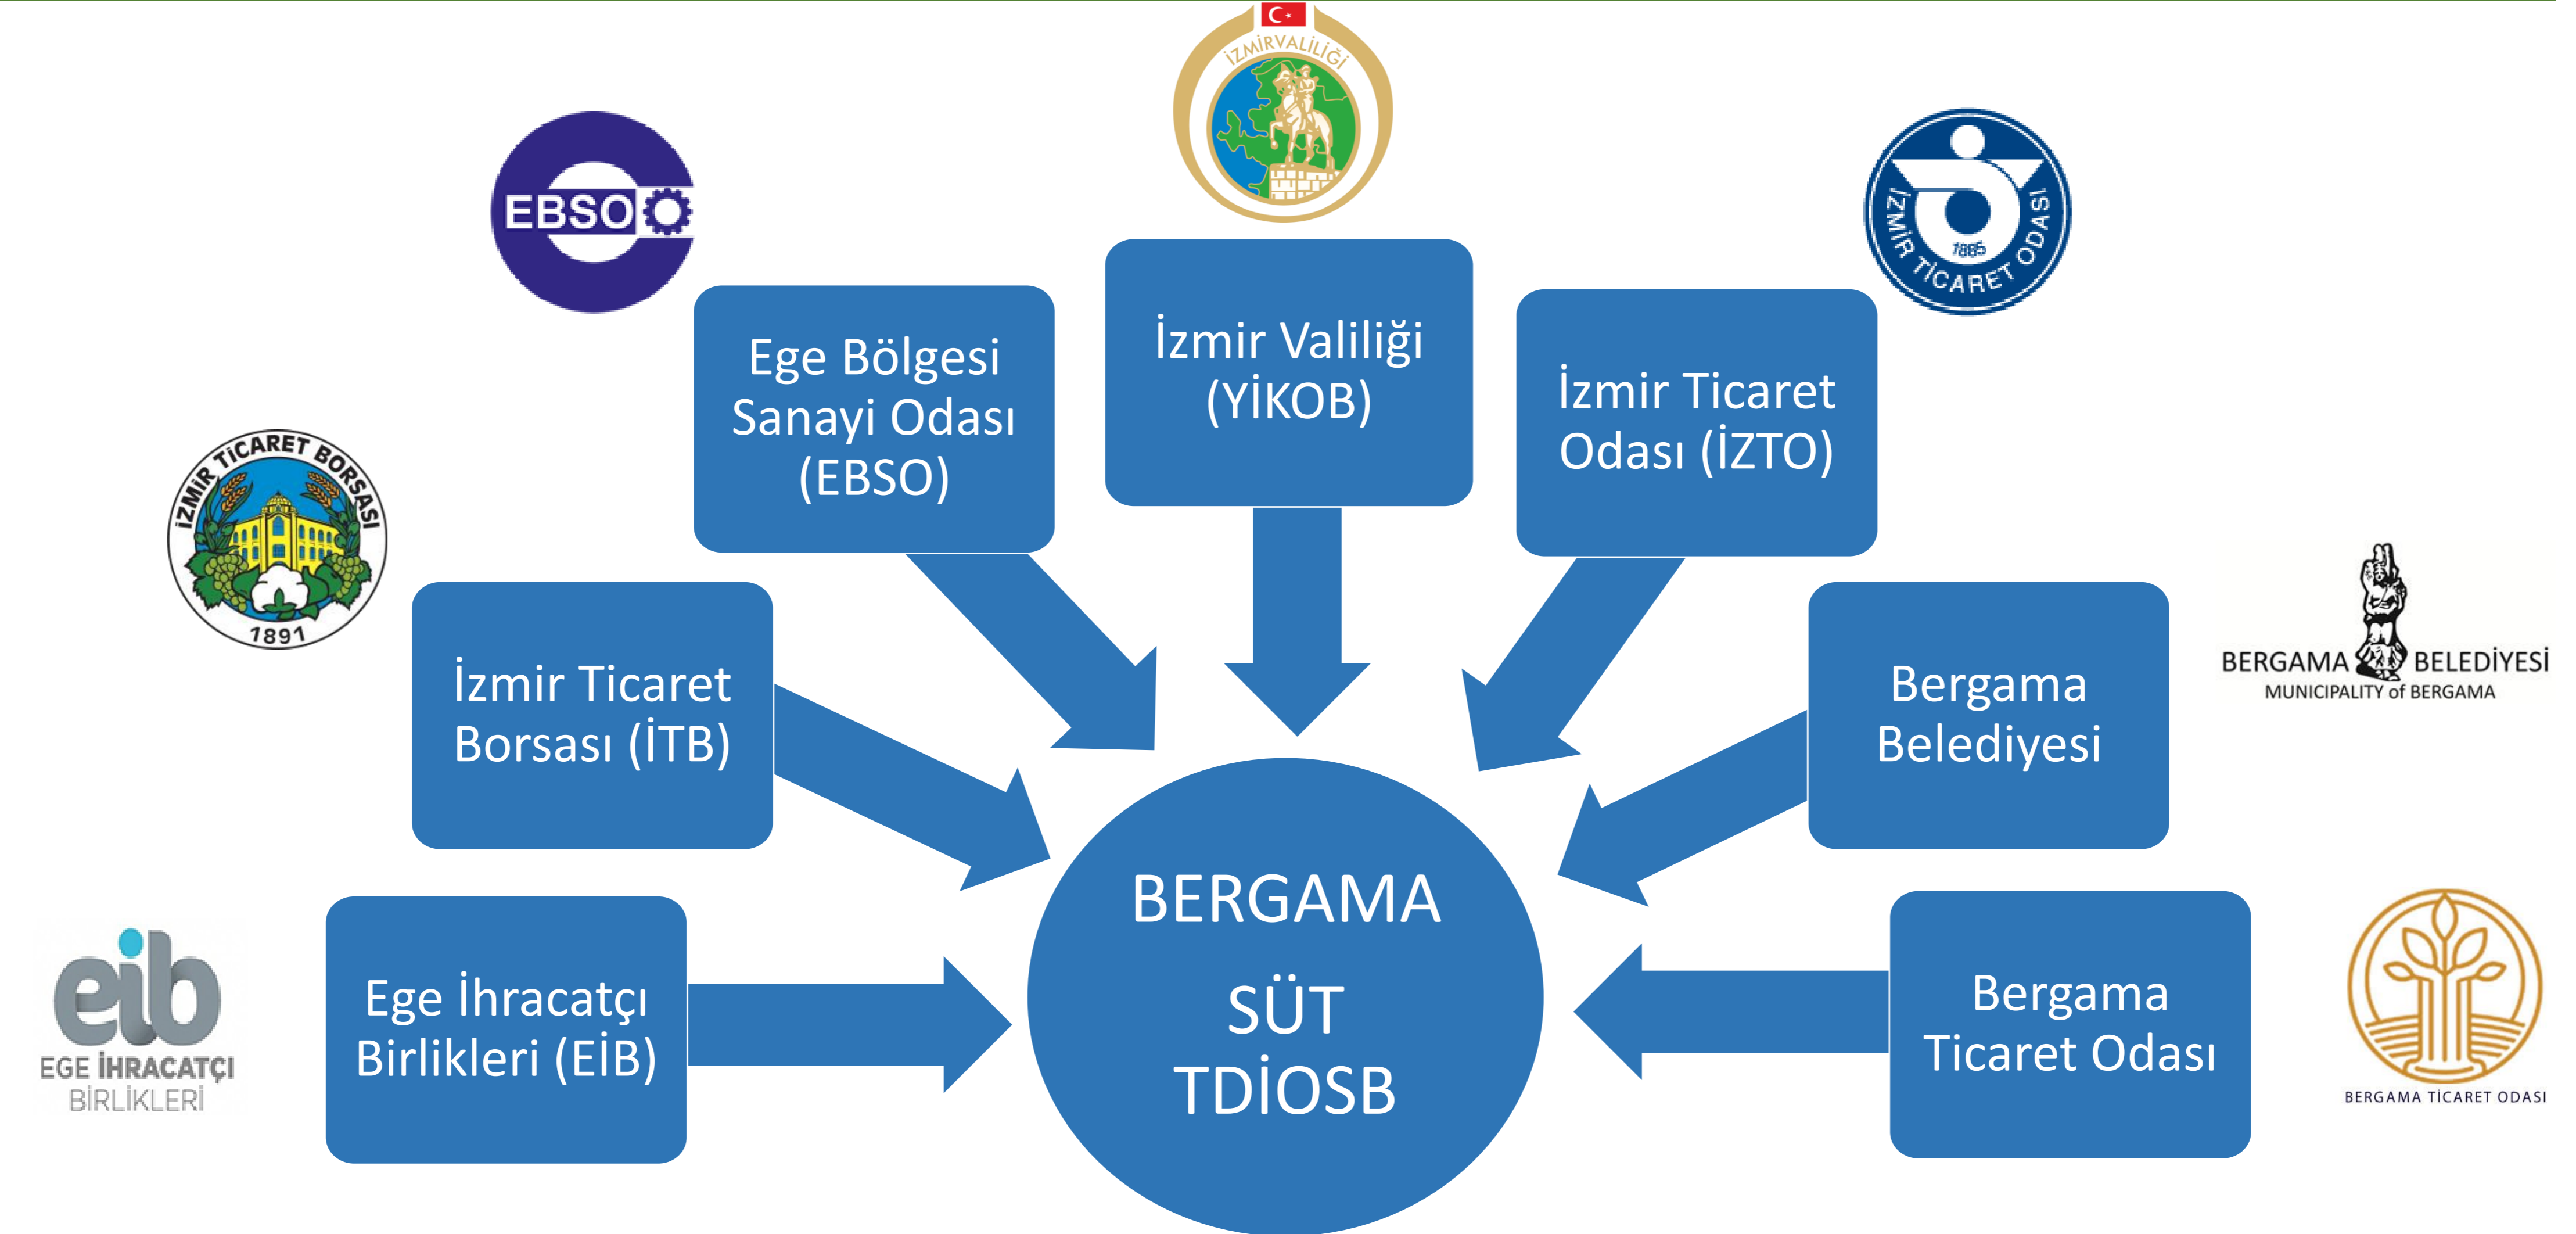 İZMİR VALİLİĞİ
EBSO
İZMİR TİCARET ODASI
1885
İzmir Valiliği
(YİKOB)
Ege Bölgesi
Sanayi Odası
(EBSO)
İzmir Ticaret
Odası (İZTO)
İZMİR TİCARET BORSASI
1891
İzmir Ticaret
Borsası (İTB)
Bergama
Belediyesi
BERGAMA BELEDİYESİ
MUNICIPALITY of BERGAMA
eib
EGE İHRACATÇI
BİRLİKLERİ
Ege İhracatçı
Birlikleri (EİB)
BERGAMA
SÜT
TDİOSB
Bergama
Ticaret Odası
BERGAMA TİCARET ODASI